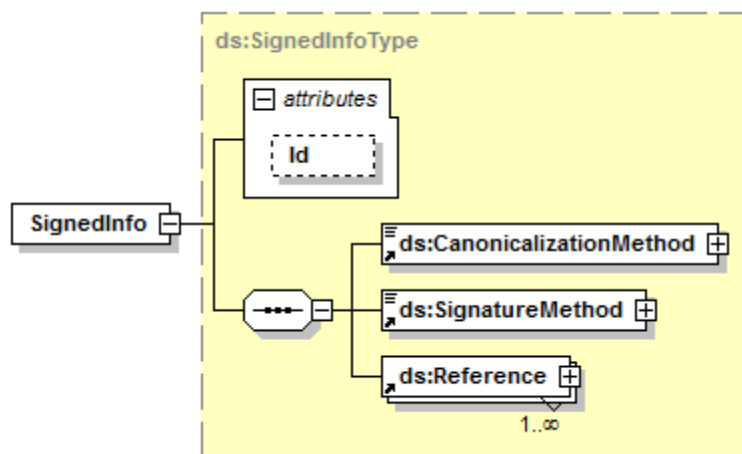 ds:SignedInfoType
attributes
Id
SignedInfo
ds:CanonicalizationMethod
ds:SignatureMethod
ds:Reference
1..∞